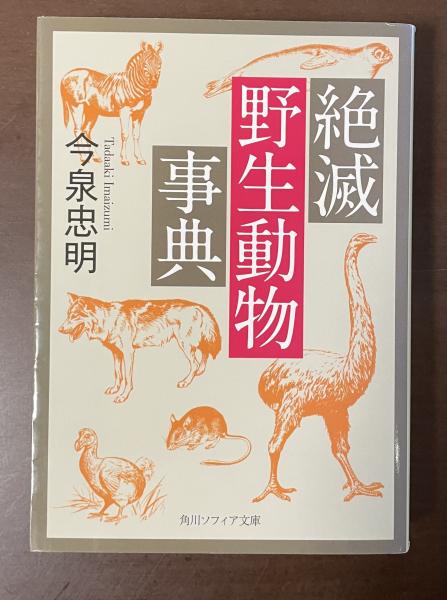 絶滅
野生動物
事典
今泉忠明
Tadaaki Imaizumi
角川ソフィア文庫